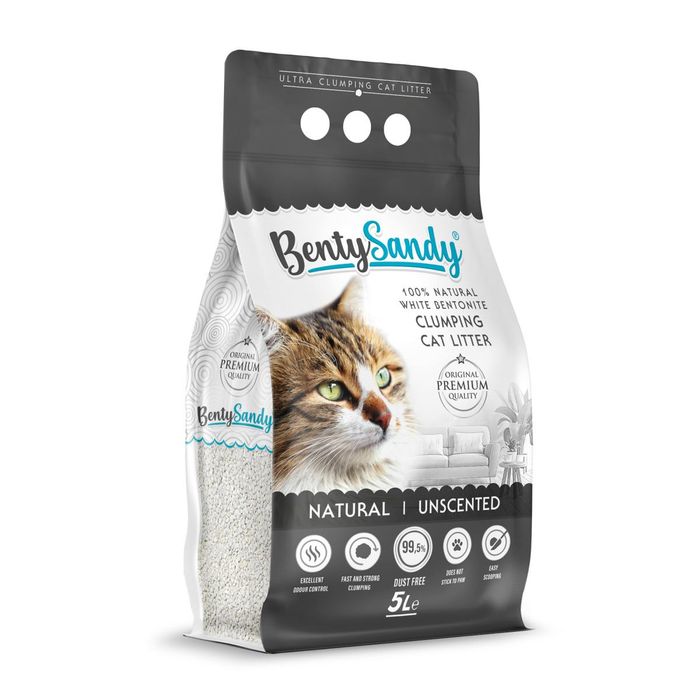 ULTRA CLUMPING CAT LITTER
BentySandy®
100% NATURAL
WHITE BENTONITE
CLUMPING
CAT LITTER
ORIGINAL
PREMIUM
QUALITY
ORIGINAL
PREMIUM
QUALITY
BentySandy
NATURAL | UNSCENTED
99,5%
EXCELLENT
ODOUR CONTROL
FAST AND STRONG
CLUMPING
DUST FREE
DOES NOT
STICK TO PAW
EASY
SCOOPING
5L e